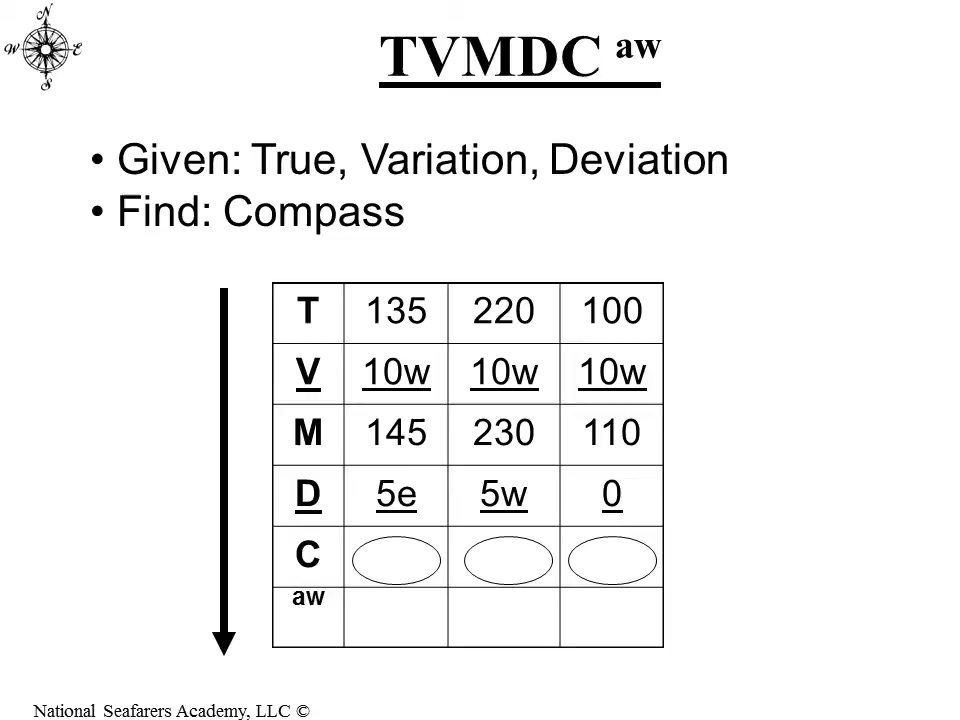 N
W E
S
TVMDC aw
• Given: True, Variation, Deviation
• Find: Compass
T 135 220 100
V 10w 10w 10w
M 145 230 110
D 5e 5w 0
C
aw
National Seafarers Academy, LLC ©